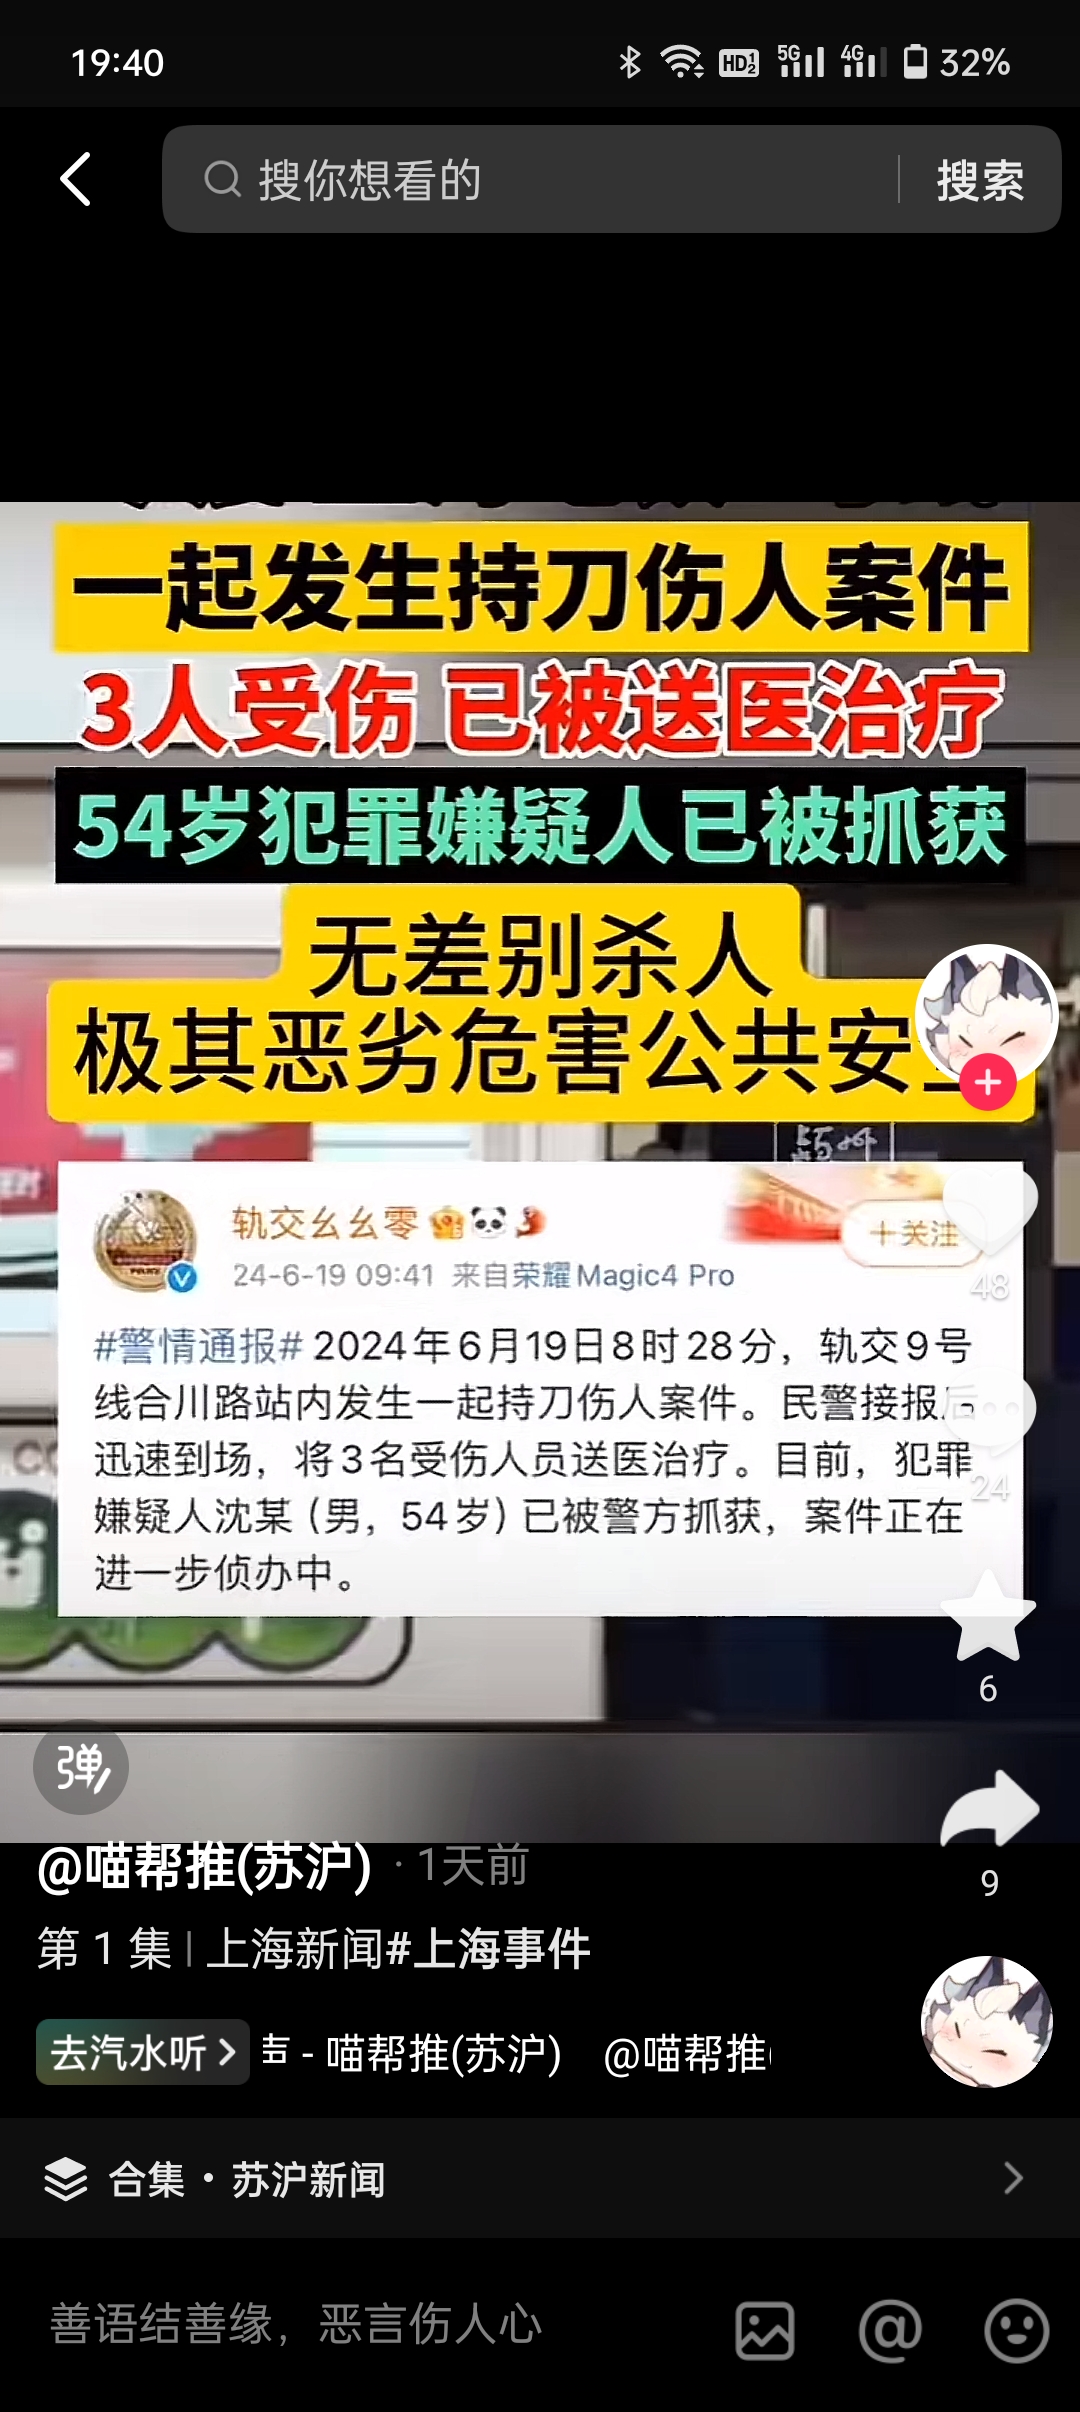 19:40
HD 1 2
5G
4G
32%
搜你想看的
搜索
一起发生持刀伤人案件
3人受伤 已被送医治疗
54岁犯罪嫌疑人已被抓获
无差别杀人
极其恶劣危害公共安全
轨交幺幺零
+关注
24-6-19 09:41 来自荣耀Magic4 Pro
#警情通报# 2024年6月19日8时28分，轨交9号
线合川路站内发生一起持刀伤人案件。民警接报后
迅速到场，将3名受伤人员送医治疗。目前，犯罪
嫌疑人沈某（男，54岁）已被警方抓获，案件正在
进一步侦办中。
48
24
6
9
弹
@喵帮推(苏沪) · 1天前
第 1 集 | 上海新闻#上海事件
去汽水听 >
- 喵帮推(苏沪) @喵帮推(
合集 · 苏沪新闻
善语结善缘，恶言伤人心